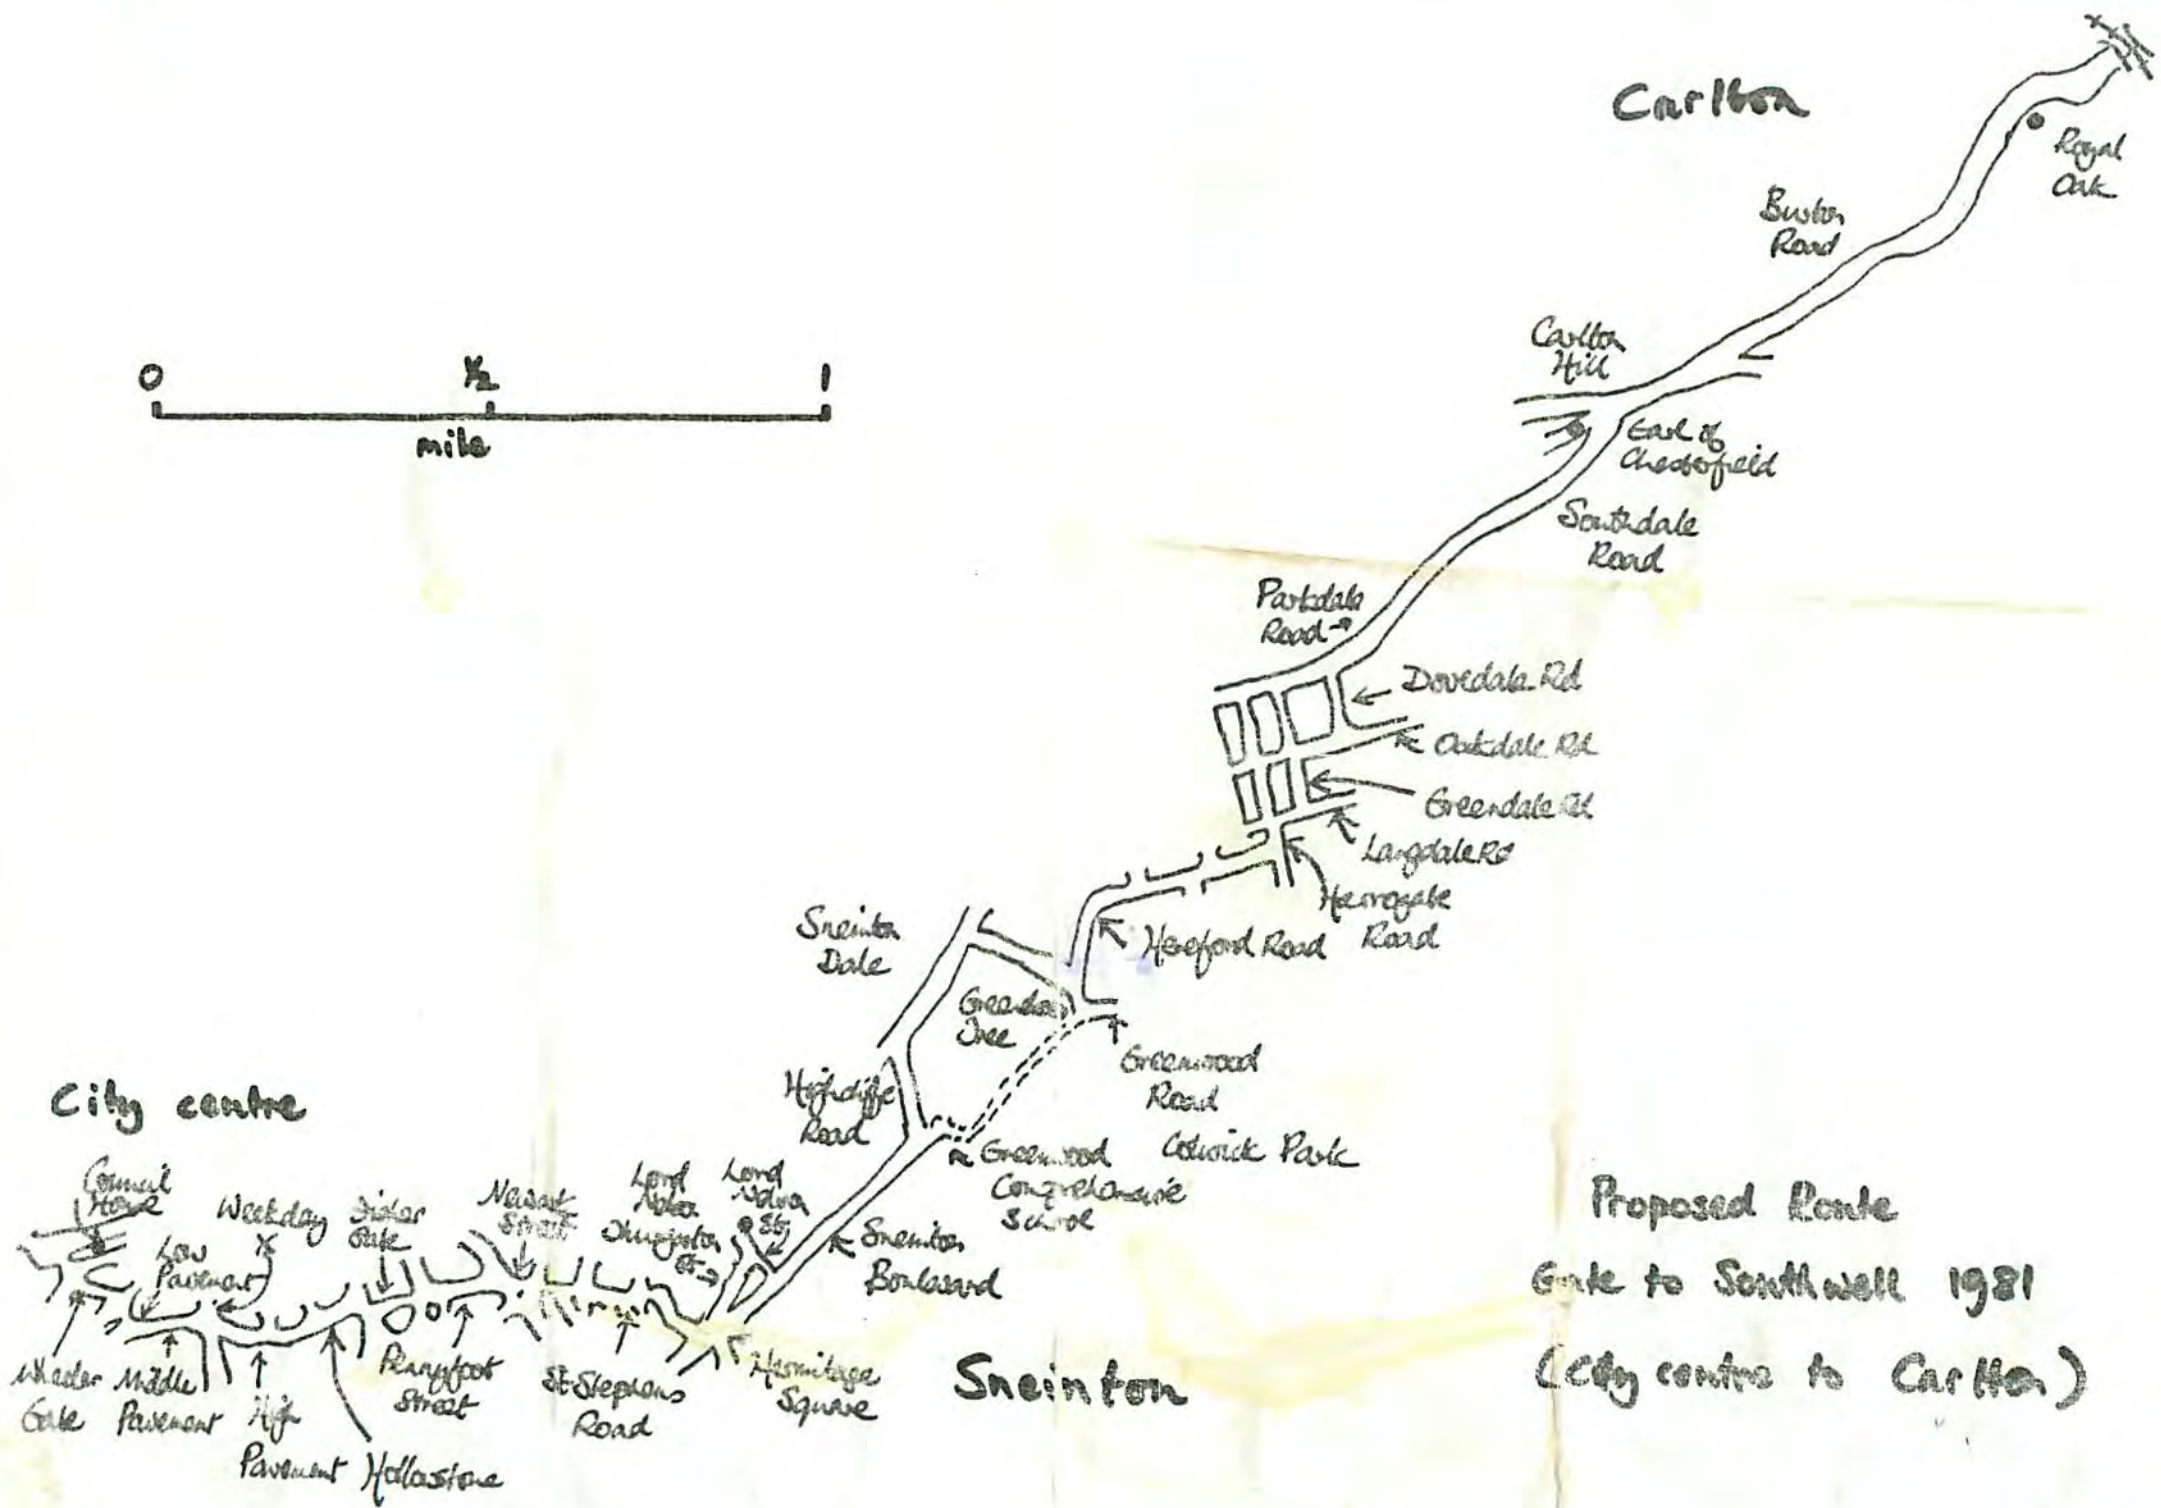 Carlton
Royal
Oak
Burton
Road
Carlton
Hill
0 ½ 1
mile
Earl of
Chesterfield
Southdale
Road
Parkdale
Road
Dovedale Rd
Oakdale Rd
Greendale Rd
Langdale Rd
Harrogate
Road
Hereford Road
Sneinton
Dale
Greenwood
Road
Highcliffe
Road
Colwick Park
Greenwood
Comprehensive
School
City centre
Council
House
Weekday
X
Fisher
Gate
Newark
Street
Lord
Nelson
St
Lord
Nelson
St
Low
Pavement
Sneinton
Boulevard
Proposed Route
Gate to Southwell 1981
(City centre to Carlton)
Wheeler
Gate
Middle
Pavement
High
Pavement
Hollowstone
Pennyfoot
Street
St Stephens
Road
Hermitage
Square
Sneinton